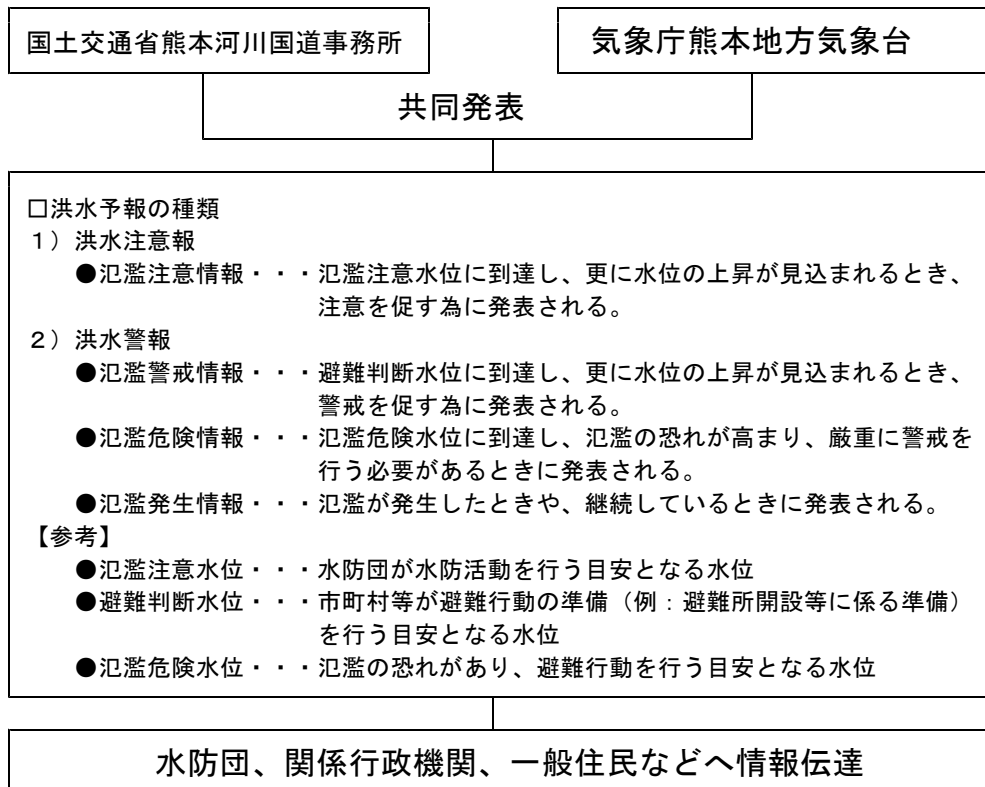 国土交通省熊本河川国道事務所
気象庁熊本地方気象台
共同発表
□洪水予報の種類
１）洪水注意報
●氾濫注意情報・・・氾濫注意水位に到達し、更に水位の上昇が見込まれるとき、
注意を促す為に発表される。
２）洪水警報
●氾濫警戒情報・・・避難判断水位に到達し、更に水位の上昇が見込まれるとき、
警戒を促す為に発表される。
●氾濫危険情報・・・氾濫危険水位に到達し、氾濫の恐れが高まり、厳重に警戒を
行う必要があるときに発表される。
●氾濫発生情報・・・氾濫が発生したときや、継続しているときに発表される。
【参考】
●氾濫注意水位・・・水防団が水防活動を行う目安となる水位
●避難判断水位・・・市町村等が避難行動の準備（例：避難所開設等に係る準備）
を行う目安となる水位
●氾濫危険水位・・・氾濫の恐れがあり、避難行動を行う目安となる水位
水防団、関係行政機関、一般住民などへ情報伝達